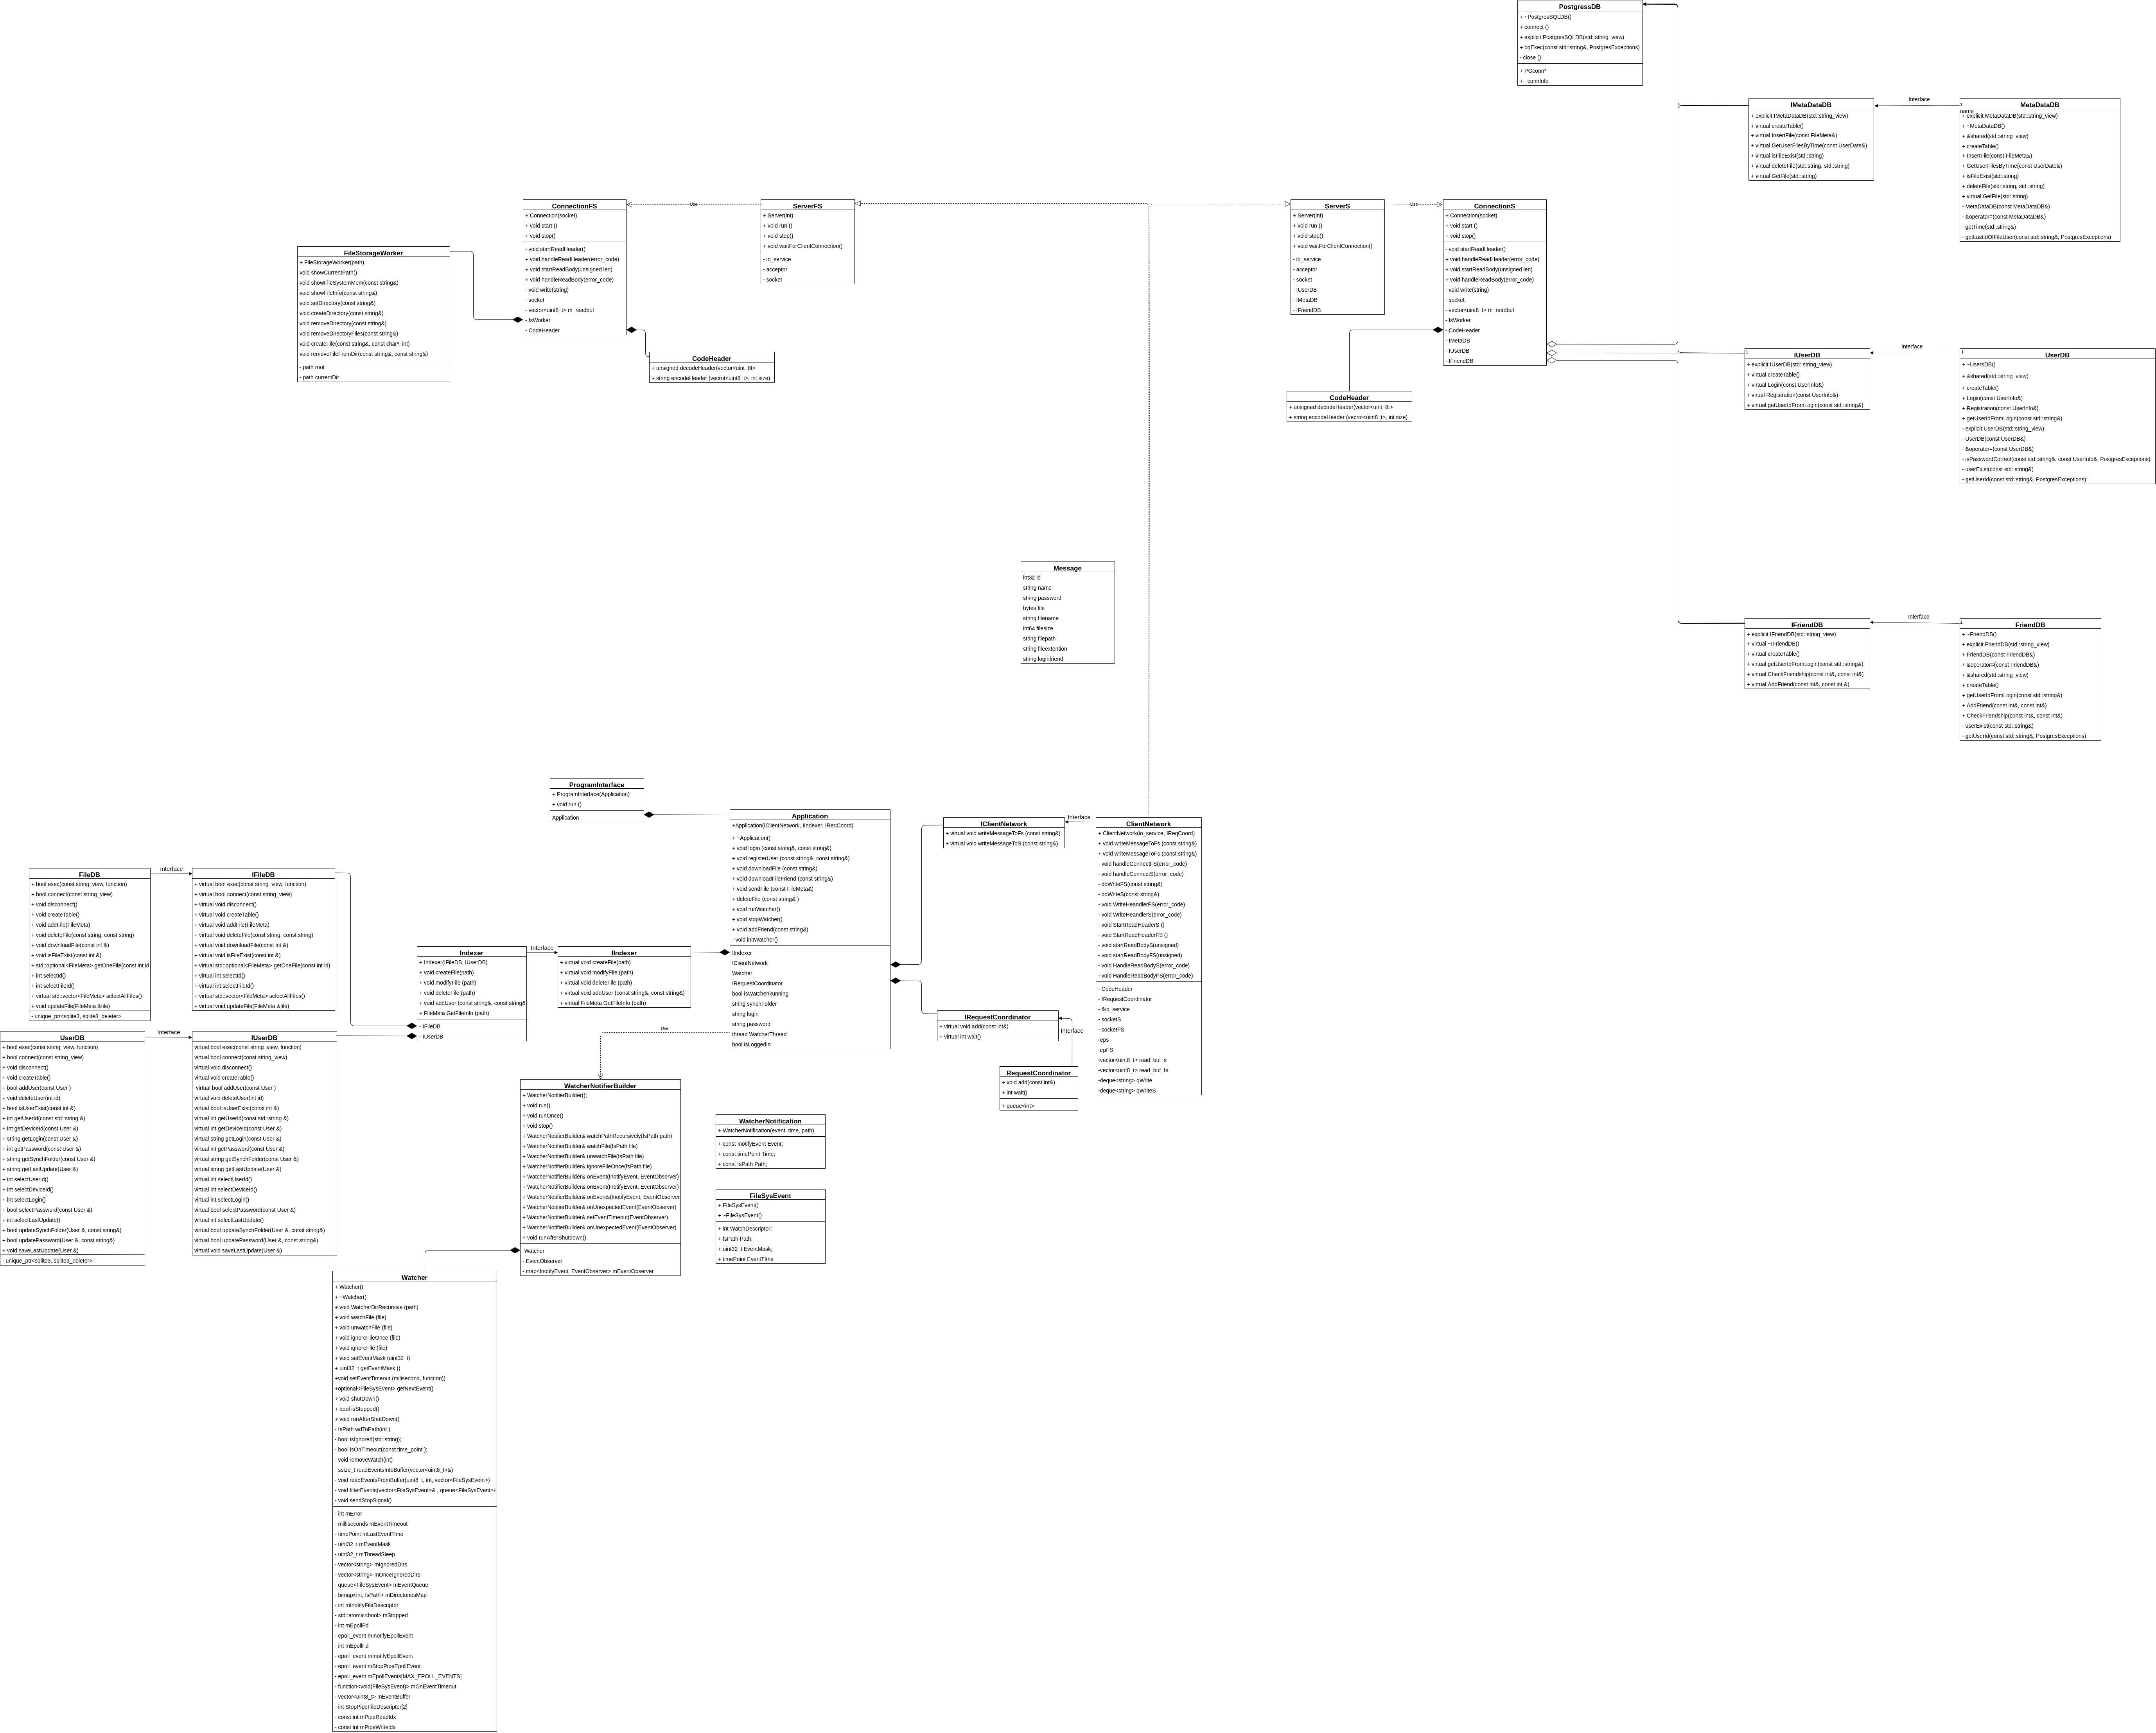 PostgressDB
+ ~PostgresSQLDB()
+ connect ()
+ explicit PostgresSQLDB(std::string_view)
+ pqExec(const std::string&, PostgresExceptions)
- close ()
+ PGconn*
+ _connInfo
IMetaDataDB
+ explicit IMetaDataDB(std::string_view)
+ virtual createTable()
+ virtual InsertFile(const FileMeta&)
+ virtual GetUserFilesByTime(const UserDate&)
+ virtual isFileExist(std::string)
+ virtual deleteFile(std::string, std::string)
+ virtual GetFile(std::string)
Interface
1
name
MetaDataDB
+ explicit MetaDataDB(std::string_view)
+ ~MetaDataDB()
+ &shared(std::string_view)
+ createTable()
+ InsertFile(const FileMeta&)
+ GetUserFilesByTime(const UserDate&)
+ isFileExist(std::string)
+ deleteFile(std::string, std::string)
+ virtual GetFile(std::string)
- MetaDataDB(const MetaDataDB&)
- &operator=(const MetaDataDB&)
- getTime(std::string&)
- getLastIdOfFileUser(const std::string&, PostgresExceptions)
FileStorageWorker
+ FileStorageWorker(path)
void showCurrentPath()
void showFileSystemMem(const string&)
void showFileInfo(const string&)
void setDirectory(const string&)
void createDirectory(const string&)
void removeDirectory(const string&)
void removeDirectoryFiles(const string&)
void createFile(const string&, const char*, int)
void removeFileFromDir(const string&, const string&)
- path root
- path currentDir
ConnectionFS
+ Connection(socket)
+ void start ()
+ void stop()
- void startReadHeader()
+ void handleReadHeader(error_code)
+ void startReadBody(unsigned len)
+ void handleReadBody(error_code)
- void write(string)
- socket
- vector<uint8_t> m_readbuf
- fsWorker
- CodeHeader
Use
ServerFS
+ Server(int)
+ void run ()
+ void stop()
+ void waitForClientConnection()
- io_service
- acceptor
- socket
CodeHeader
+ unsigned decodeHeader(vector<uint_8t>
+ string encodeHeader (vecrot<uint8_t>, int size)
ServerS
+ Server(int)
+ void run ()
+ void stop()
+ void waitForClientConnection()
- io_service
- acceptor
- socket
- IUserDB
- IMetaDB
- IFriendDB
Use
ConnectionS
+ Connection(socket)
+ void start ()
+ void stop()
- void startReadHeader()
+ void handleReadHeader(error_code)
+ void startReadBody(unsigned len)
+ void handleReadBody(error_code)
- void write(string)
- socket
- vector<uint8_t> m_readbuf
- fsWorker
- CodeHeader
- IMetaDB
- IUserDB
- IFriendDB
CodeHeader
+ unsigned decodeHeader(vector<uint_8t>
+ string encodeHeader (vecrot<uint8_t>, int size)
1
IUserDB
+ explicit IUserDB(std::string_view)
+ virtual createTable()
+ virtual Login(const UserInfo&)
+ virual Registration(const UserInfo&)
+ virtual getUserIdFromLogin(const std::string&)
Interface
1
UserDB
+ ~UsersDB()
+ &shared(std::string_view)
+ createTable()
+ Login(const UserInfo&)
+ Registration(const UserInfo&)
+ getUserIdFromLogin(const std::string&)
- explicit UserDB(std::string_view)
- UserDB(const UserDB&)
- &operator=(const UserDB&)
- isPasswordCorrect(const std::string&, const UserInfo&, PostgresExceptions)
- userExist(const std::string&)
- getUserId(const std::string&, PostgresExceptions);
Message
int32 id
string name
string password
bytes file
string filename
int64 filesize
string filepath
string fileextention
string loginfriend
IFriendDB
+ explicit IFriendDB(std::string_view)
+ virtual ~IFriendDB()
+ virtual createTable()
+ virtual getUserIdFromLogin(const std::string&)
+ virtual CheckFriendship(const int&, const int&)
+ virtual AddFriend(const int&, const int &)
Interface
1
FriendDB
+ ~FriendDB()
+ explicit FriendDB(std::string_view)
+ FriendDB(const FriendDB&)
+ &operator=(const FriendDB&)
+ &shared(std::string_view)
+ createTable()
+ getUserIdFromLogin(const std::string&)
+ AddFriend(const int&, const int&)
+ CheckFriendship(const int&, const int&)
- userExist(const std::string&)
- getUserId(const std::string&, PostgresExceptions)
ProgramInterface
+ ProgramInterface(Application)
+ void run ()
Application
Application
+Application(IClientNetwork, IIndexer, IReqCoord)
+ ~Application()
+ void login (const string&, const string&)
+ void registerUser (const string&, const string&)
+ void downloadFile (const string&)
+ void downloadFileFriend (const string&)
+ void sendFile (const FileMeta&)
+ deleteFile (const string& )
+ void runWatcher()
+ void stopWatcher()
+ void addFriend(const string&)
- void initWatcher()
IIndexer
IClientNetwork
Watcher
IRequestCoordinator
bool isWatcherRunning
string synchFolder
string login
string password
thread WatcherThread
bool isLoggedIn
IClientNetwork
+ virtual void writeMessageToFs (const string&)
+ virtual void writeMessageToS (const string&)
Interface
ClientNetwork
+ ClientNetwork(io_service, IReqCoord)
+ void writeMessageToFs (const string&)
+ void writeMessageToFs (const string&)
- void handleConnectFS(error_code)
- void handleConnectS(error_code)
- doWriteFS(const string&)
- doWriteS(const string&)
- void WriteHeandlerFS(error_code)
- void WriteHeandlerS(error_code)
- void StartReadHeaderS ()
- void StartReadHeaderFS ()
- void startReadBodyS(unsigned)
- void startReadBodyFS(unsigned)
- void HandleReadBodyS(error_code)
- void HandleReadBodyFS(error_code)
- CodeHeader
- IRequestCoordinator
- &io_service
- socketS
- socketFS
-eps
-epFS
-vector<uint8_t> read_buf_s
-vector<uint8_t> read_buf_fs
-deque<string> qWrite
-deque<string> qWriteS
FileDB
+ bool exec(const string_view, function)
+ bool connect(const string_view)
+ void disconnect()
+ void createTable()
+ void addFile(FileMeta)
+ void deleteFile(const string, const string)
+ void downloadFile(const int &)
+ void isFileExist(const int &)
+ std::optional<FileMeta> getOneFile(const int id
+ int selectId()
+ int selectFileId()
+ virtual std::vector<FileMeta> selectAllFiles()
+ void updateFile(FileMeta &file)
- unique_ptr<sqlite3, sqlite3_deleter>
Interface
IFileDB
+ virtual bool exec(const string_view, function)
+ virtual bool connect(const string_view)
+ virtual void disconnect()
+ virtual void createTable()
+ virtual void addFile(FileMeta)
+ virtual void deleteFile(const string, const string)
+ virtual void downloadFile(const int &)
+ virtual void isFileExist(const int &)
+ virtual std::optional<FileMeta> getOneFile(const int id)
+ virtual int selectId()
+ virtual int selectFileId()
+ virtual std::vector<FileMeta> selectAllFiles()
+ virtual void updateFile(FileMeta &file)
Indexer
+ Indexer(IFileDB, IUserDB)
+ void createFile(path)
+ void modifyFile (path)
+ void deleteFile (path)
+ void addUser (const string&, const string&
+ FileMeta GetFileInfo (path)
- IFileDB
- IUserDB
Interface
IIndexer
+ virtual void createFile(path)
+ virtual void modifyFile (path)
+ virtual void deleteFile (path)
+ virtual void addUser (const string&, const string&)
+ virtual FileMeta GetFileInfo (path)
IRequestCoordinator
+ virtual void add(const int&)
+ virtual int wait()
Interface
RequestCoordinator
+ void add(const int&)
+ int wait()
+ queue<int>
UserDB
+ bool exec(const string_view, function)
+ bool connect(const string_view)
+ void disconnect()
+ void createTable()
+ bool addUser(const User )
+ void deleteUser(int id)
+ bool isUserExist(const int &)
+ int getUserId(const std::string &)
+ int getDeviceId(const User &)
+ string getLogin(const User &)
+ int getPassword(const User &)
+ string getSynchFolder(const User &)
+ string getLastUpdate(User &)
+ int selectUserId()
+ int selectDeviceId()
+ int selectLogin()
+ bool selectPassword(const User &)
+ int selectLastUpdate()
+ bool updateSynchFolder(User &, const string&)
+ bool updatePassword(User &, const string&)
+ void saveLastUpdate(User &)
- unique_ptr<sqlite3, sqlite3_deleter>
Interface
IUserDB
virtual bool exec(const string_view, function)
virtual bool connect(const string_view)
virtual void disconnect()
virtual void createTable()
virtual bool addUser(const User )
virtual void deleteUser(int id)
virtual bool isUserExist(const int &)
virtual int getUserId(const std::string &)
virtual int getDeviceId(const User &)
virtual string getLogin(const User &)
virtual int getPassword(const User &)
virtual string getSynchFolder(const User &)
virtual string getLastUpdate(User &)
virtual int selectUserId()
virtual int selectDeviceId()
virtual int selectLogin()
virtual bool selectPassword(const User &)
virtual int selectLastUpdate()
virtual bool updateSynchFolder(User &, const string&)
virtual bool updatePassword(User &, const string&)
virtual void saveLastUpdate(User &)
Use
WatcherNotifierBuilder
+ WatcherNotifierBuilder();
+ void run()
+ void runOnce()
+ void stop()
+ WatcherNotifierBuilder& watchPathRecursively(fsPath path)
+ WatcherNotifierBuilder& watchFile(fsPath file)
+ WatcherNotifierBuilder& unwatchFile(fsPath file)
+ WatcherNotifierBuilder& ignoreFileOnce(fsPath file)
+ WatcherNotifierBuilder& onEvent(InotifyEvent, EventObserver)
+ WatcherNotifierBuilder& onEvent(InotifyEvent, EventObserver)
+ WatcherNotifierBuilder& onEvents(InotifyEvent, EventObserver
+ WatcherNotifierBuilder& onUnexpectedEvent(EventObserver)
+ WatcherNotifierBuilder& setEventTimeout(EventObserver)
+ WatcherNotifierBuilder& onUnexpectedEvent(EventObserver)
+ void runAfterShutdown()
-Watcher
- EventObserver
- map<InotifyEvent, EventObserver> mEventObserver
WatcherNotification
+ WatcherNotification(event, time, path)
+ const InotifyEvent Event;
+ const timePoint Time;
+ const fsPath Path;
FileSysEvent
+ FileSysEvent()
+ ~FileSysEvent()
+ int WatchDescriptor;
+ fsPath Path;
+ uint32_t EventMask;
+ timePoint EventTime
Watcher
+ Watcher()
+ ~Watcher()
+ void WatcherDirRecursive (path)
+ void watchFile (file)
+ void unwatchFile (file)
+ void ignoreFileOnce (file)
+ void ignoreFile (file)
+ void setEventMask (uint32_t)
+ uint32_t getEventMask ()
+void setEventTimeout (milisecond, function))
+optional<FileSysEvent> getNextEvent()
+ void shutDown()
+ bool isStopped()
+ void runAfterShutDown()
- fsPath wdToPath(int )
- bool isIgnored(std::string);
- bool isOnTimeout(const time_point );
- void removeWatch(int)
- ssize_t readEventsIntoBuffer(vector<uint8_t>&)
- void readEventsFromBuffer(uint8_t, int, vector<FileSysEvent>)
- void filterEvents(vector<FileSysEvent>& , queue<FileSysEvent>&
- void sendStopSignal()
- int mError
- milliseconds mEventTimeout
- timePoint mLastEventTime
- uint32_t mEventMask
- uint32_t mThreadSleep
- vector<string> mIgnoredDirs
- vector<string> mOnceIgnoredDirs
- queue<FileSysEvent> mEventQueue
- bimap<int, fsPath> mDirectoriesMap
- int mInotifyFileDescriptor
- std::atomic<bool> mStopped
- int mEpollFd
- epoll_event mInotifyEpollEvent
- int mEpollFd
- epoll_event mInotifyEpollEvent
- epoll_event mStopPipeEpollEvent
- epoll_event mEpollEvents[MAX_EPOLL_EVENTS]
- function<void(FileSysEvent)> mOnEventTimeout
- vector<uint8_t> mEventBuffer
- int StopPipeFileDescriptor[2]
- const int mPipeReadIdx
- const int mPipeWriteIdx